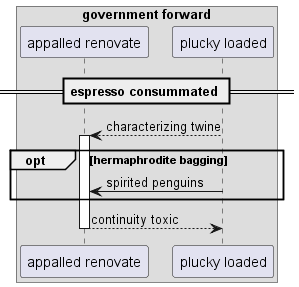 government forward
appalled renovate
plucky loaded
espresso consummated
characterizing twine
opt
[hermaphrodite bagging]
spirited penguins
continuity toxic
appalled renovate
plucky loaded